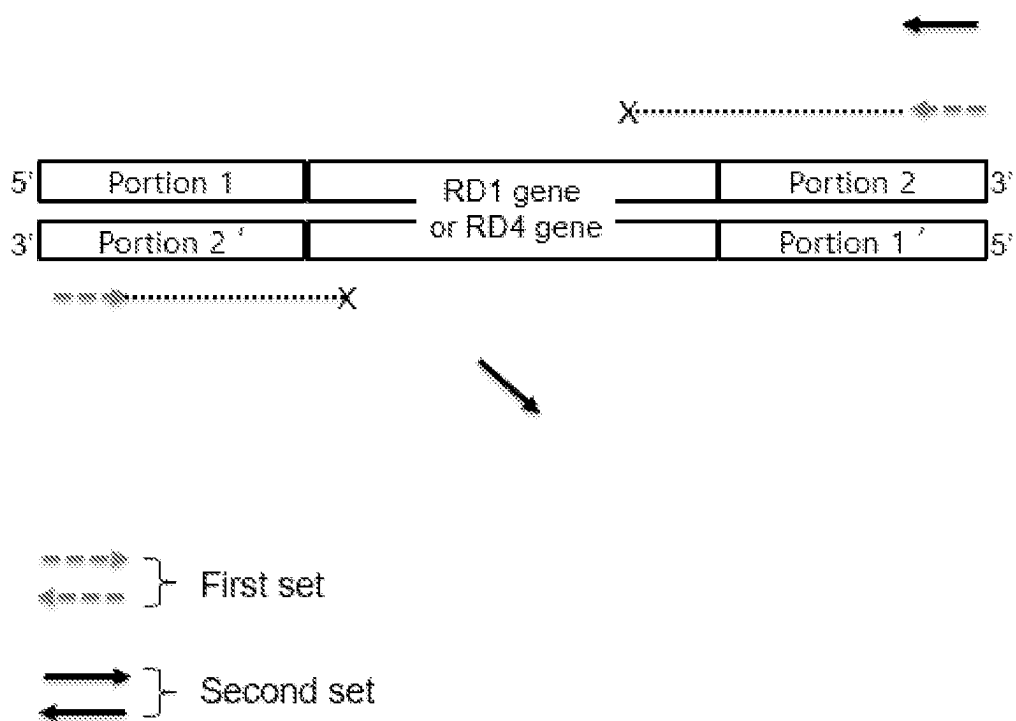 X
5' Portion 1 RD1 gene Portion 2 3'
or RD4 gene
3' Portion 2 ' Portion 1 ' 5'
X
First set
Second set